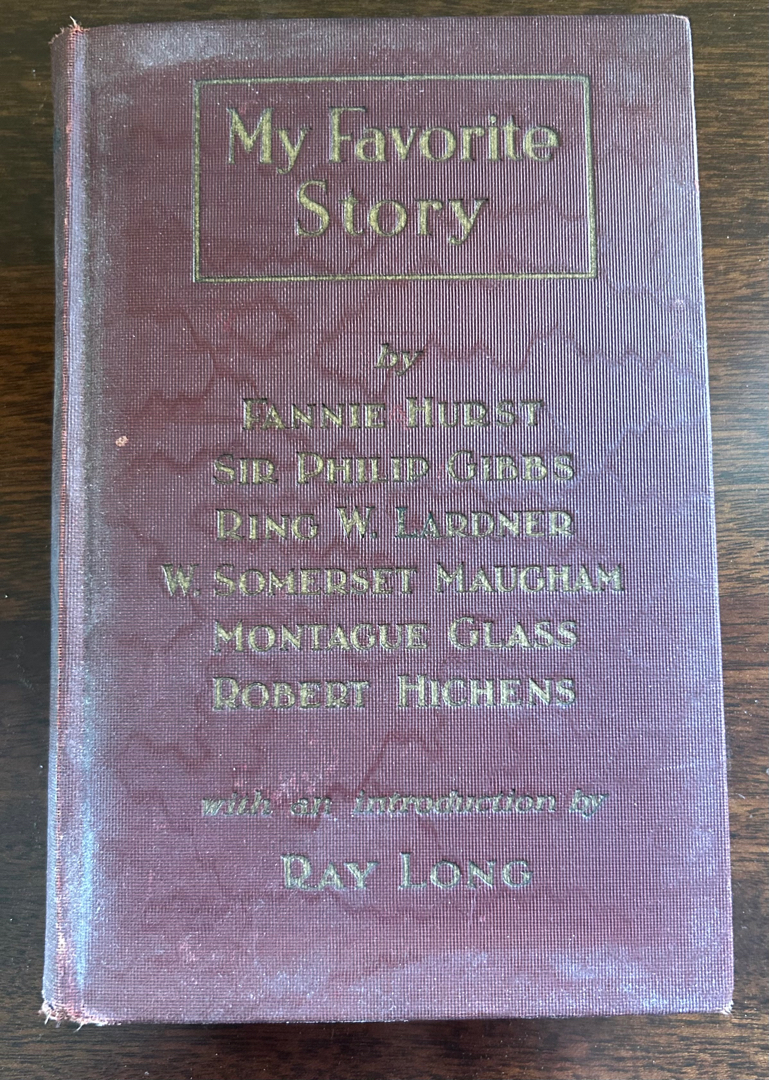 My Favorite
Story
by
FANNIE HURST
SIR PHILIP GIBBS
RING W. LARDNER
W. SOMERSET MAUGHAM
MONTAGUE GLASS
ROBERT HICHENS
with an introduction by
RAY LONG